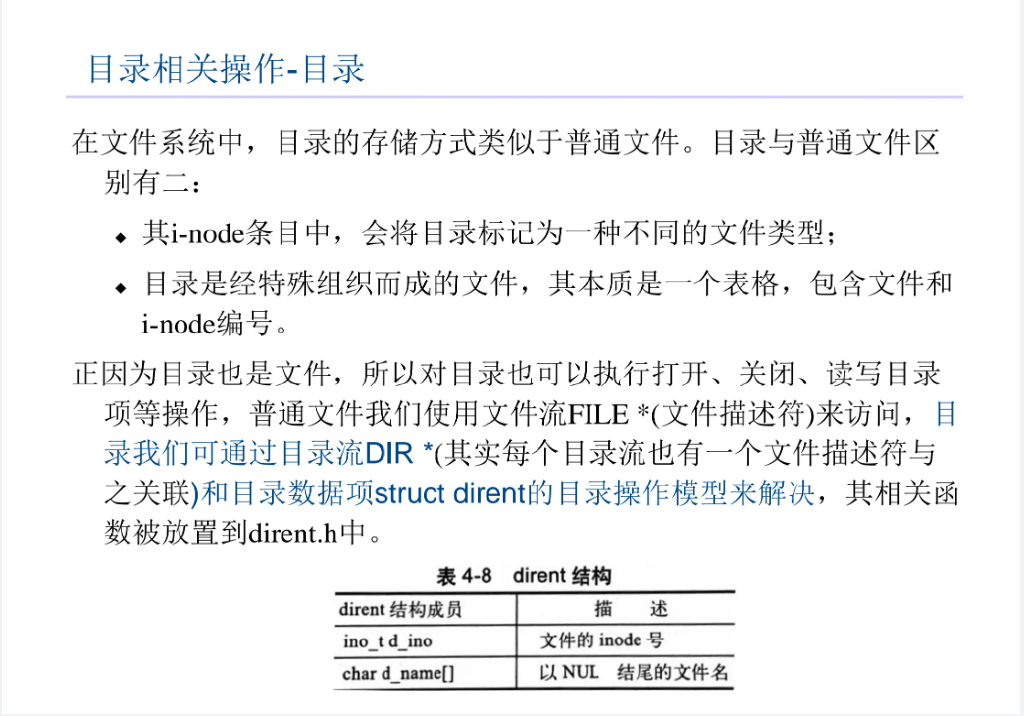 目录相关操作-目录
在文件系统中，目录的存储方式类似于普通文件。目录与普通文件区
别有二：
◆ 其i-node条目中，会将目录标记为一种不同的文件类型；
◆ 目录是经特殊组织而成的文件，其本质是一个表格，包含文件和
i-node编号。
正因为目录也是文件，所以对目录也可以执行打开、关闭、读写目录
项等操作，普通文件我们使用文件流FILE *(文件描述符)来访问，目
录我们可通过目录流DIR *(其实每个目录流也有一个文件描述符与
之关联)和目录数据项struct dirent的目录操作模型来解决，其相关函
数被放置到dirent.h中。
表 4-8 dirent 结构
dirent 结构成员 描 述
ino_t d_ino 文件的 inode 号
char d_name[] 以 NUL 结尾的文件名